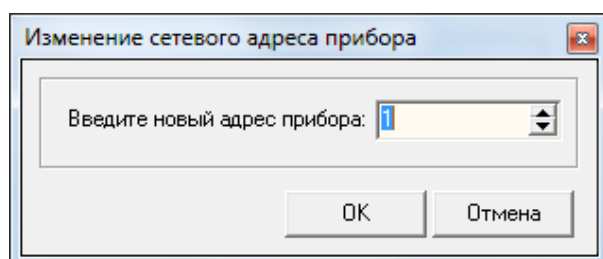 Изменение сетевого адреса прибора
Введите новый адрес прибора: 1
OK Отмена